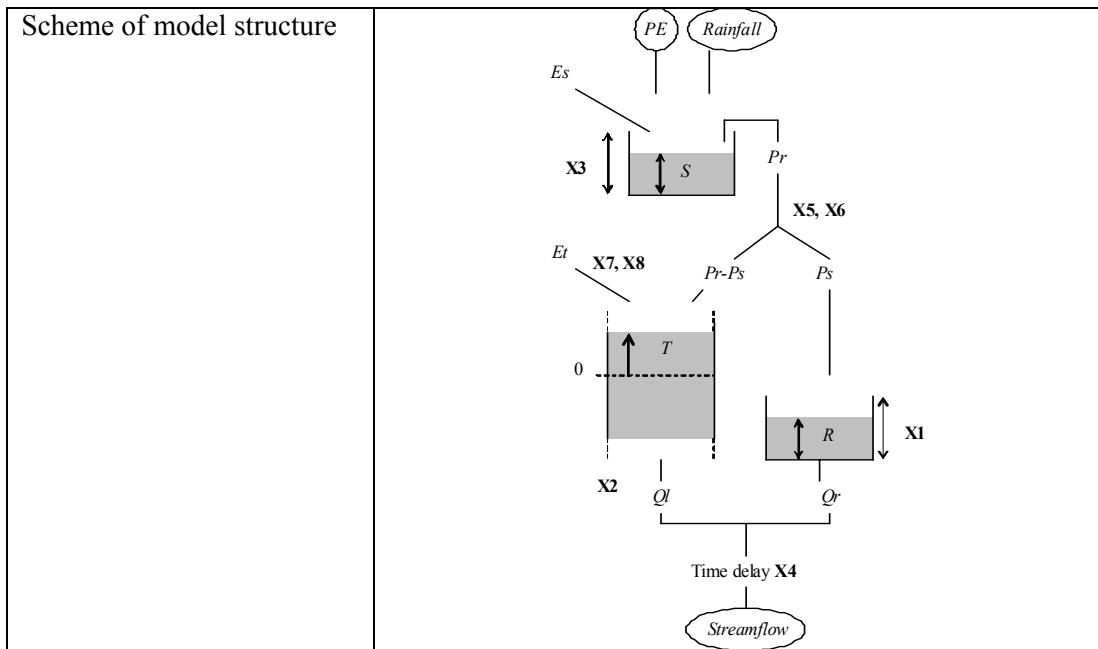 Scheme of model structure
PE Rainfall
Es
X3
S
Pr
X5, X6
Et
X7, X8
Pr-Ps
Ps
T
0
R
X1
X2
Ql
Qr
Time delay X4
Streamflow